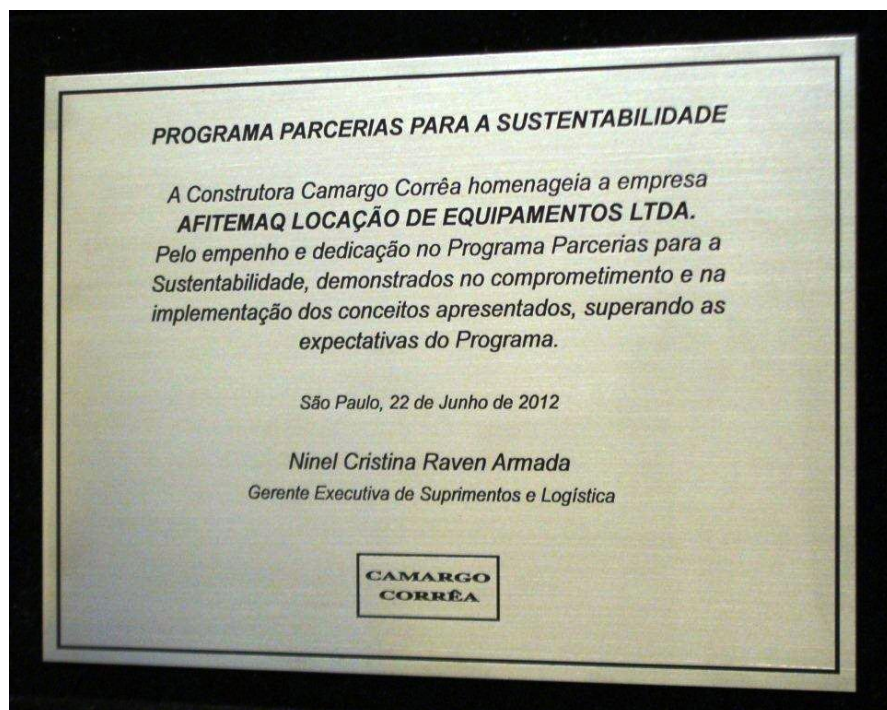 PROGRAMA PARCERIAS PARA A SUSTENTABILIDADE
A Construtora Camargo Corrêa homenageia a empresa
AFITEMAQ LOCAÇÃO DE EQUIPAMENTOS LTDA.
Pelo empenho e dedicação no Programa Parcerias para a
Sustentabilidade, demonstrados no comprometimento e na
implementação dos conceitos apresentados, superando as
expectativas do Programa.
São Paulo, 22 de Junho de 2012
Ninel Cristina Raven Armada
Gerente Executiva de Suprimentos e Logística
CAMARGO
CORRÊA